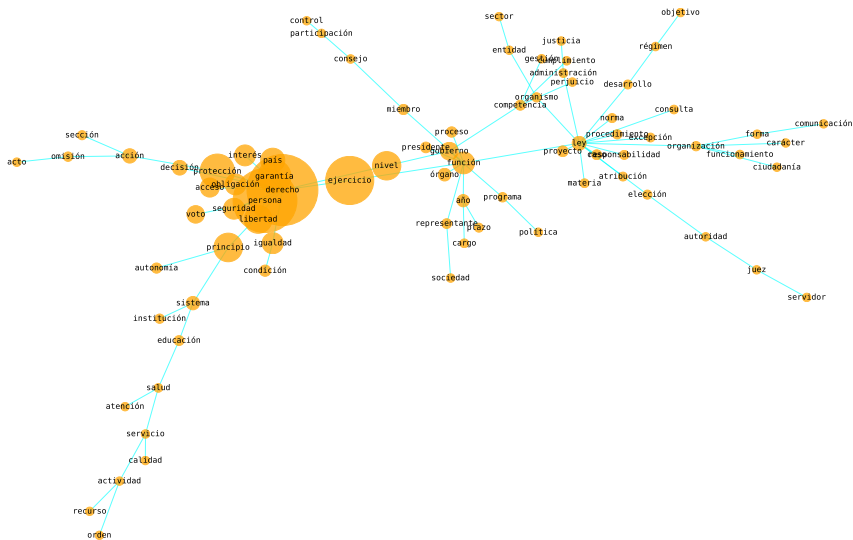 objetivo
sector
control
participación
justicia
régimen
entidad
consejo
gestión
cumplimiento
administración
perjuicio
desarrollo
organismo
competencia
miembro
consulta
norma
comunicación
proceso
sección
procedimiento
forma
excepción
ley
carácter
organización
presidente
gobierno
proyecto
interés
acto
omisión
acción
responsabilidad
funcionamiento
país
función
decisión
nivel
ciudadanía
protección
garantía
órgano
atribución
ejercicio
materia
obligación
acceso
derecho
elección
programa
persona
año
seguridad
voto
libertad
representante
plazo
política
autoridad
igualdad
cargo
principio
autonomía
condición
juez
sociedad
servidor
sistema
institución
educación
salud
atención
servicio
calidad
actividad
recurso
orden